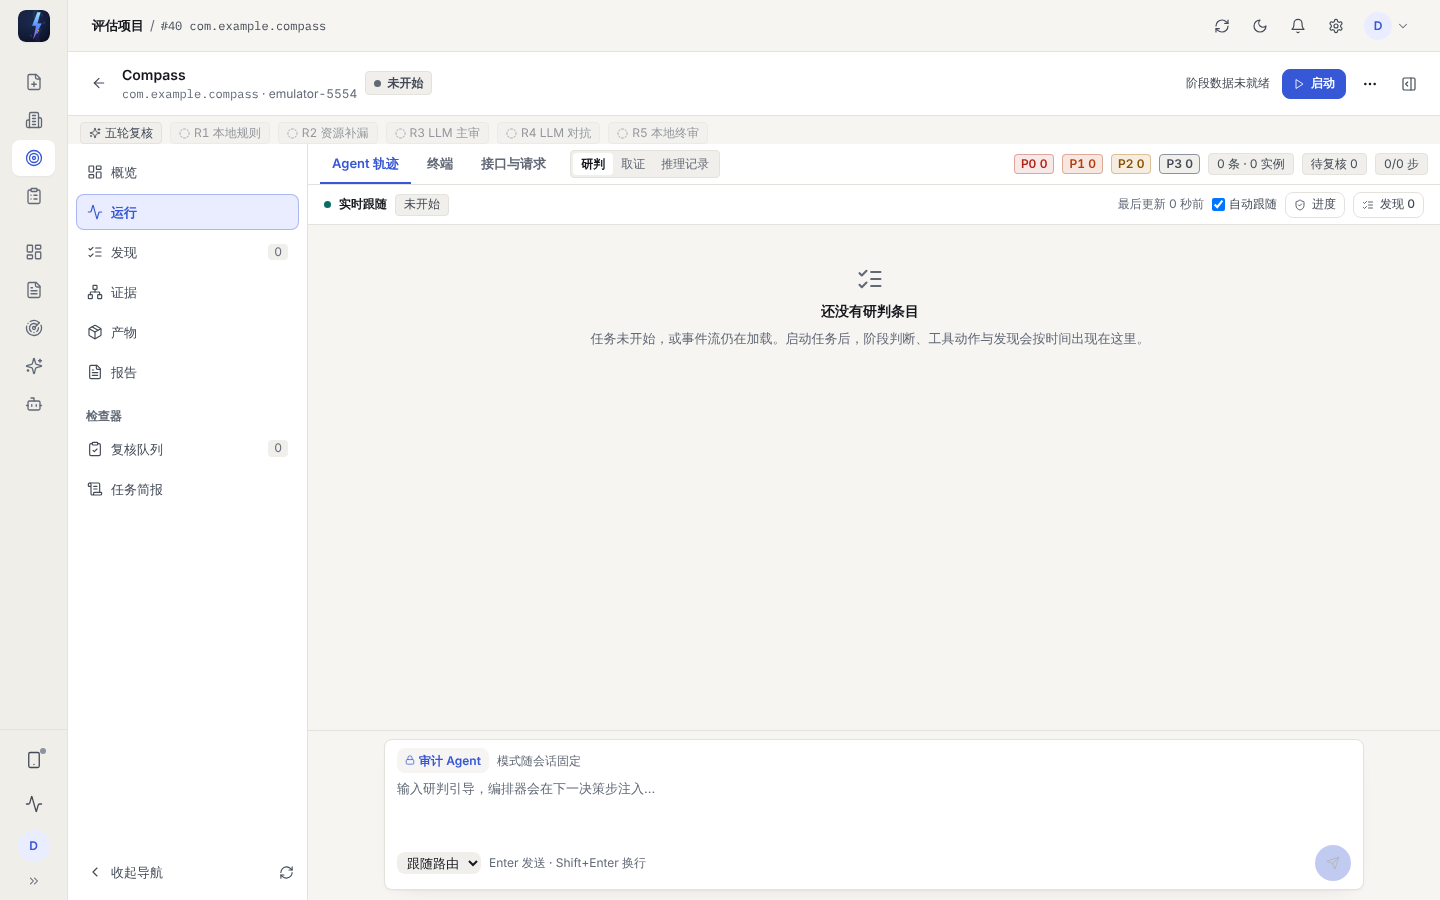 评估项目 / #40 com.example.compass
D
Compass
com.example.compass · emulator-5554
未开始
阶段数据未就绪
启动
五轮复核
R1 本地规则
R2 资源补漏
R3 LLM 主审
R4 LLM 对抗
R5 本地终审
概览
运行
发现 0
证据
产物
报告
检查器
复核队列 0
任务简报
收起导航
D
Agent 轨迹
终端
接口与请求
研判
取证
推理记录
P0 0
P1 0
P2 0
P3 0
0 条 · 0 实例
待复核 0
0/0 步
实时跟随
未开始
最后更新 0 秒前
自动跟随
进度
发现 0
还没有研判条目
任务未开始，或事件流仍在加载。启动任务后，阶段判断、工具动作与发现会按时间出现在这里。
审计 Agent
模式随会话固定
输入研判引导，编排器会在下一决策步注入...
跟随路由
Enter 发送 · Shift+Enter 换行